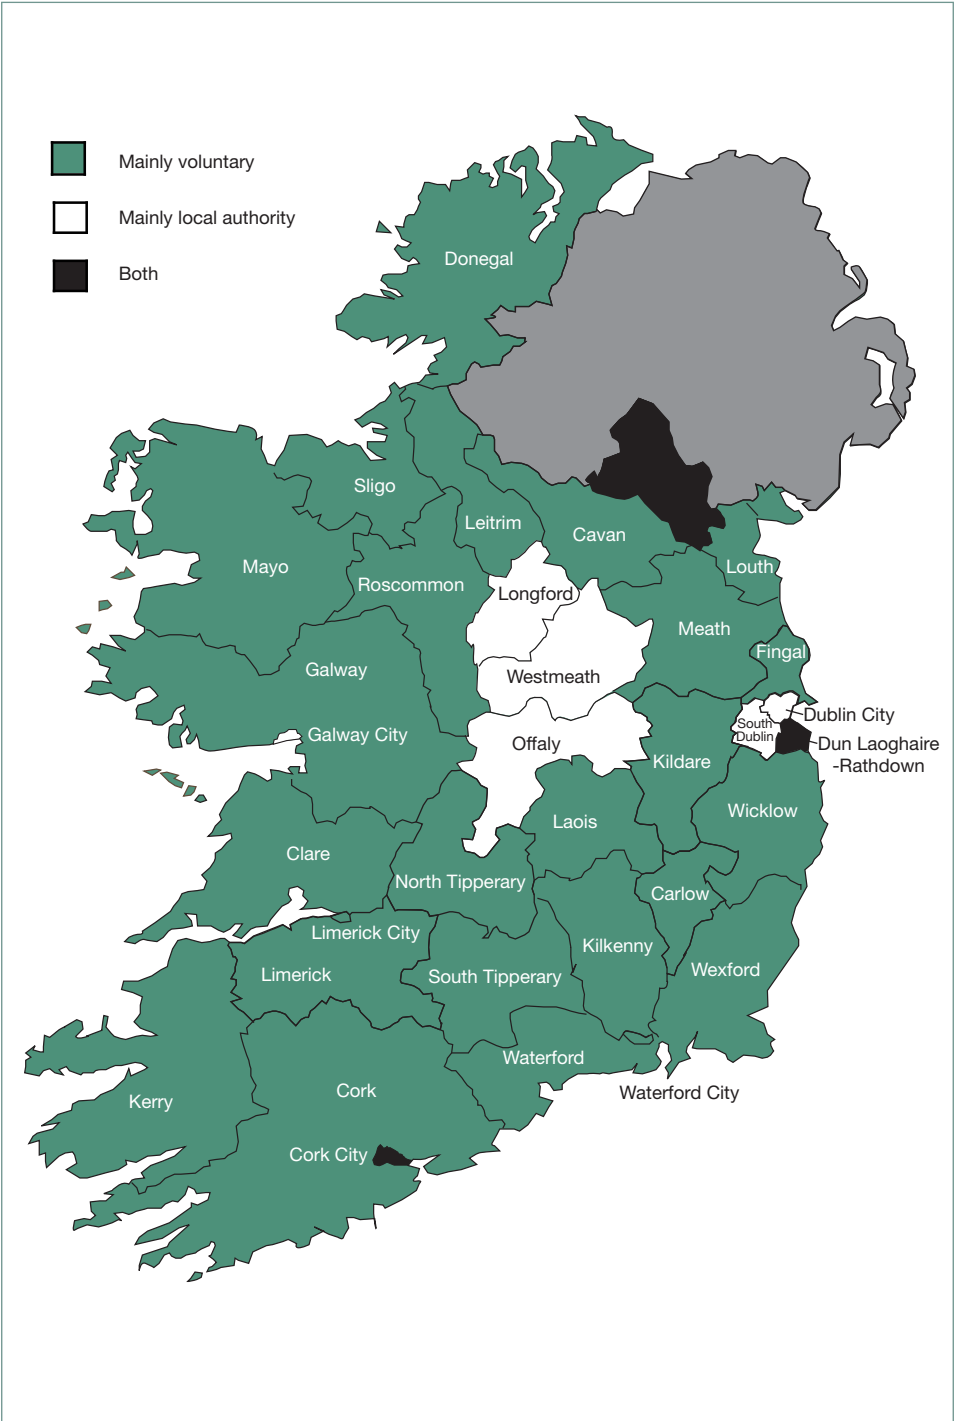 Mainly voluntary
Mainly local authority
Both
Donegal
Sligo
Leitrim
Cavan
Mayo
Roscommon
Longford
Louth
Meath
Fingal
Galway
Westmeath
Galway City
Offaly
South
Dublin
Dublin City
Dun Laoghaire
-Rathdown
Kildare
Wicklow
Laois
Clare
North Tipperary
Carlow
Limerick City
Kilkenny
Limerick
South Tipperary
Wexford
Waterford
Waterford City
Cork
Kerry
Cork City